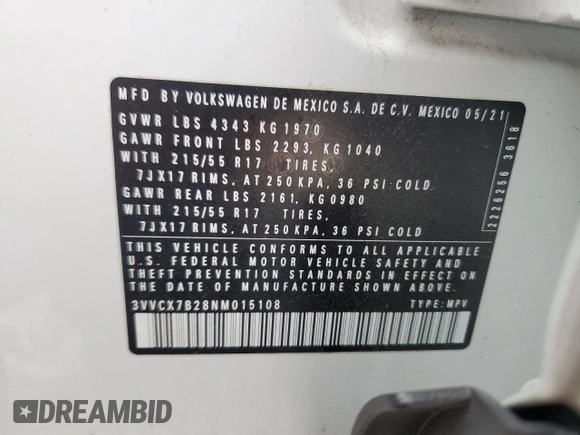 MFD BY VOLKSWAGEN DE MEXICO S.A. DE C.V. MEXICO 05/21
GVWR LBS 4343 KG 1970
GAWR FRONT LBS 2293, KG 1040
WITH 215/55 R17 TIRES,
7JX17 RIMS, AT 250 KPA, 36 PSI COLD
GAWR REAR LBS 2161, KG 0980
WITH 215/55 R17 TIRES,
7JX17 RIMS, AT 250 KPA, 36 PSI COLD
THIS VEHICLE CONFORMS TO ALL APPLICABLE
U.S. FEDERAL MOTOR VEHICLE SAFETY AND
THEFT PREVENTION STANDARDS IN EFFECT ON
THE DATE OF MANUFACTURE SHOWN ABOVE.
3VVCX7B28NM015108 TYPE: MPV
2226256 3618
DREAMBID